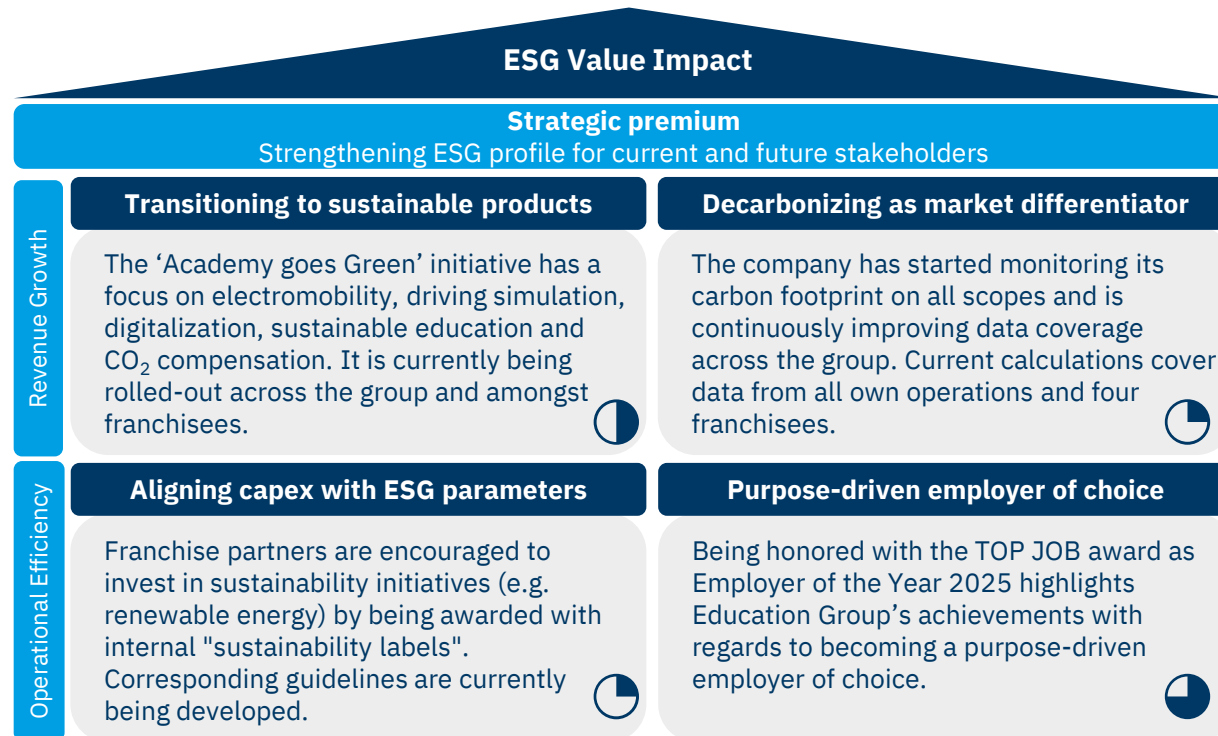 ESG Value Impact
Strategic premium
Strengthening ESG profile for current and future stakeholders
Revenue Growth
Transitioning to sustainable products
The ‘Academy goes Green’ initiative has a
focus on electromobility, driving simulation,
digitalization, sustainable education and
CO₂ compensation. It is currently being
rolled-out across the group and amongst
franchisees.
Decarbonizing as market differentiator
The company has started monitoring its
carbon footprint on all scopes and is
continuously improving data coverage
across the group. Current calculations cover
data from all own operations and four
franchisees.
Operational Efficiency
Aligning capex with ESG parameters
Franchise partners are encouraged to
invest in sustainability initiatives (e.g.
renewable energy) by being awarded with
internal "sustainability labels".
Corresponding guidelines are currently
being developed.
Purpose-driven employer of choice
Being honored with the TOP JOB award as
Employer of the Year 2025 highlights
Education Group’s achievements with
regards to becoming a purpose-driven
employer of choice.